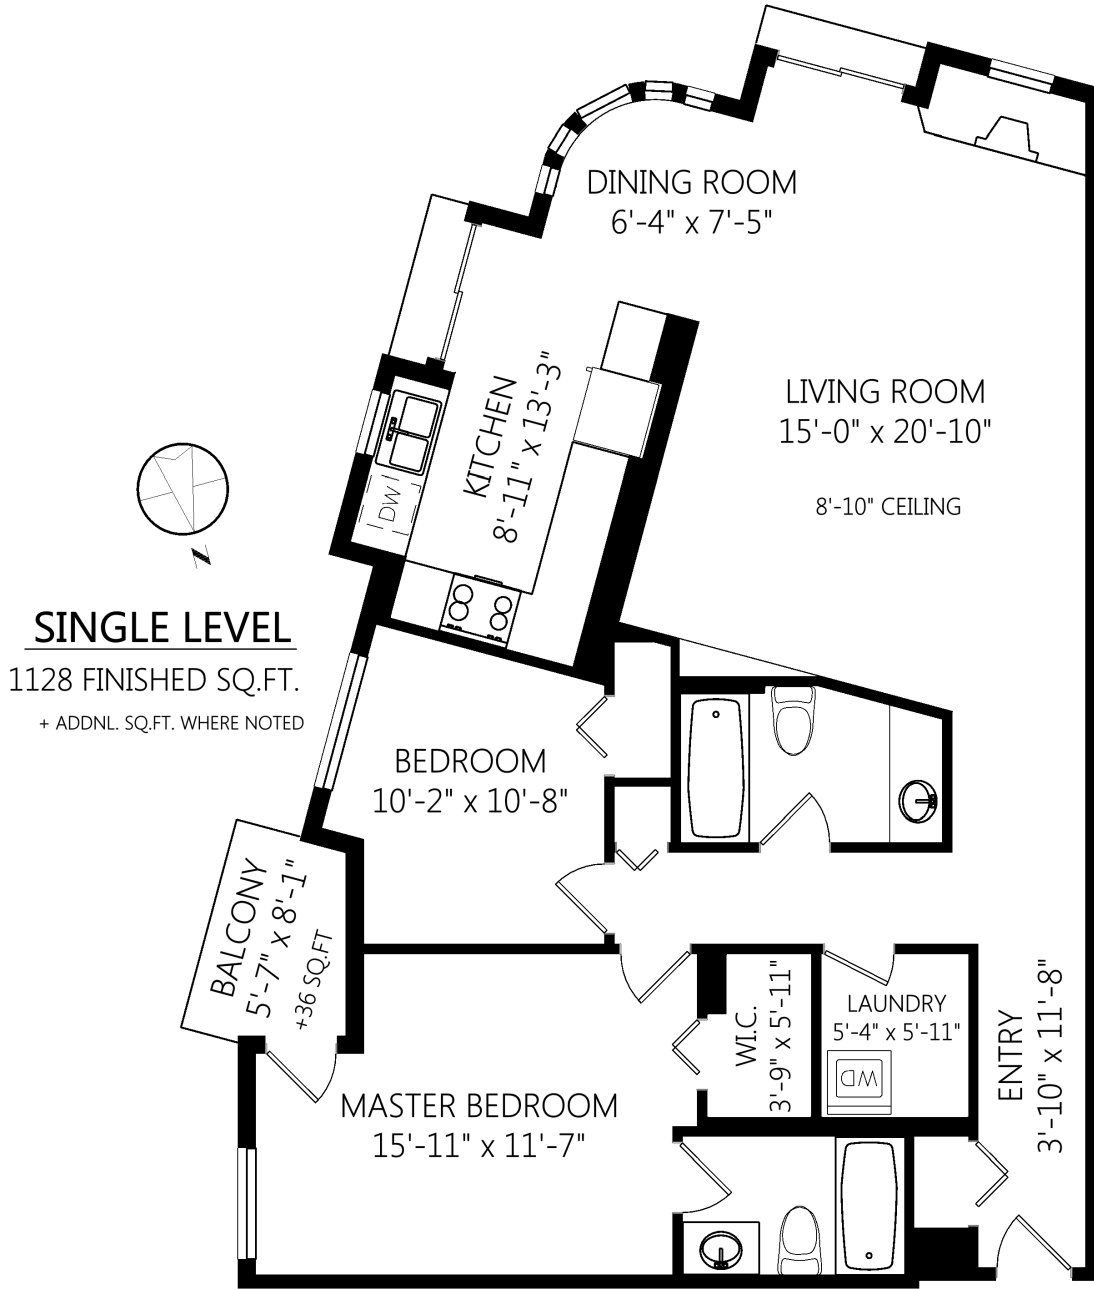 DINING ROOM
6'-4" x 7'-5"
LIVING ROOM
15'-0" x 20'-10"
8'-10" CEILING
KITCHEN
8'-11" x 13'-3"
DW
N
SINGLE LEVEL
1128 FINISHED SQ.FT.
+ ADDNL. SQ.FT. WHERE NOTED
BEDROOM
10'-2" x 10'-8"
BALCONY
5'-7" x 8'-1"
+36 SQ.FT
W.I.C.
3'-9" x 5'-11"
LAUNDRY
5'-4" x 5'-11"
WD
ENTRY
3'-10" x 11'-8"
MASTER BEDROOM
15'-11" x 11'-7"